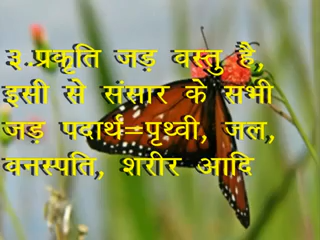 ३.प्रकृति जड़ वस्तु है,
इसी से संसार के सभी
जड़ पदार्थ=पृथ्वी, जल,
वनस्पति, शरीर आदि